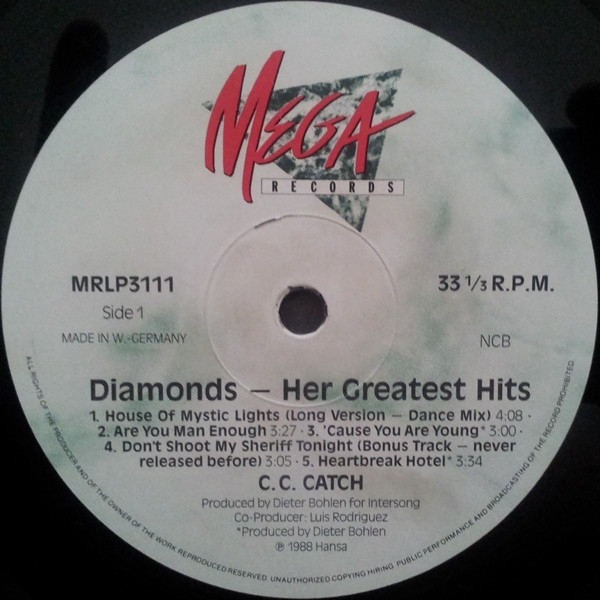 MEGA
RECORDS
MRLP3111
33 ⅓ R.P.M.
Side 1
MADE IN W.-GERMANY
NCB
Diamonds — Her Greatest Hits
1. House Of Mystic Lights (Long Version — Dance Mix) 4:08 ·
2. Are You Man Enough 3:27 · 3. 'Cause You Are Young* 3:00 ·
4. Don't Shoot My Sheriff Tonight (Bonus Track — never
released before) 3:05 · 5. Heartbreak Hotel* 3:34
C.C. CATCH
Produced by Dieter Bohlen for Intersong
Co-Producer: Luis Rodriguez
*Produced by Dieter Bohlen
℗ 1988 Hansa
ALL RIGHTS OF THE PRODUCER AND OF THE OWNER OF THE WORK REPRODUCED RESERVED. UNAUTHORIZED COPYING HIRING, PUBLIC PERFORMANCE AND BROADCASTING OF THE RECORD PROHIBITED.